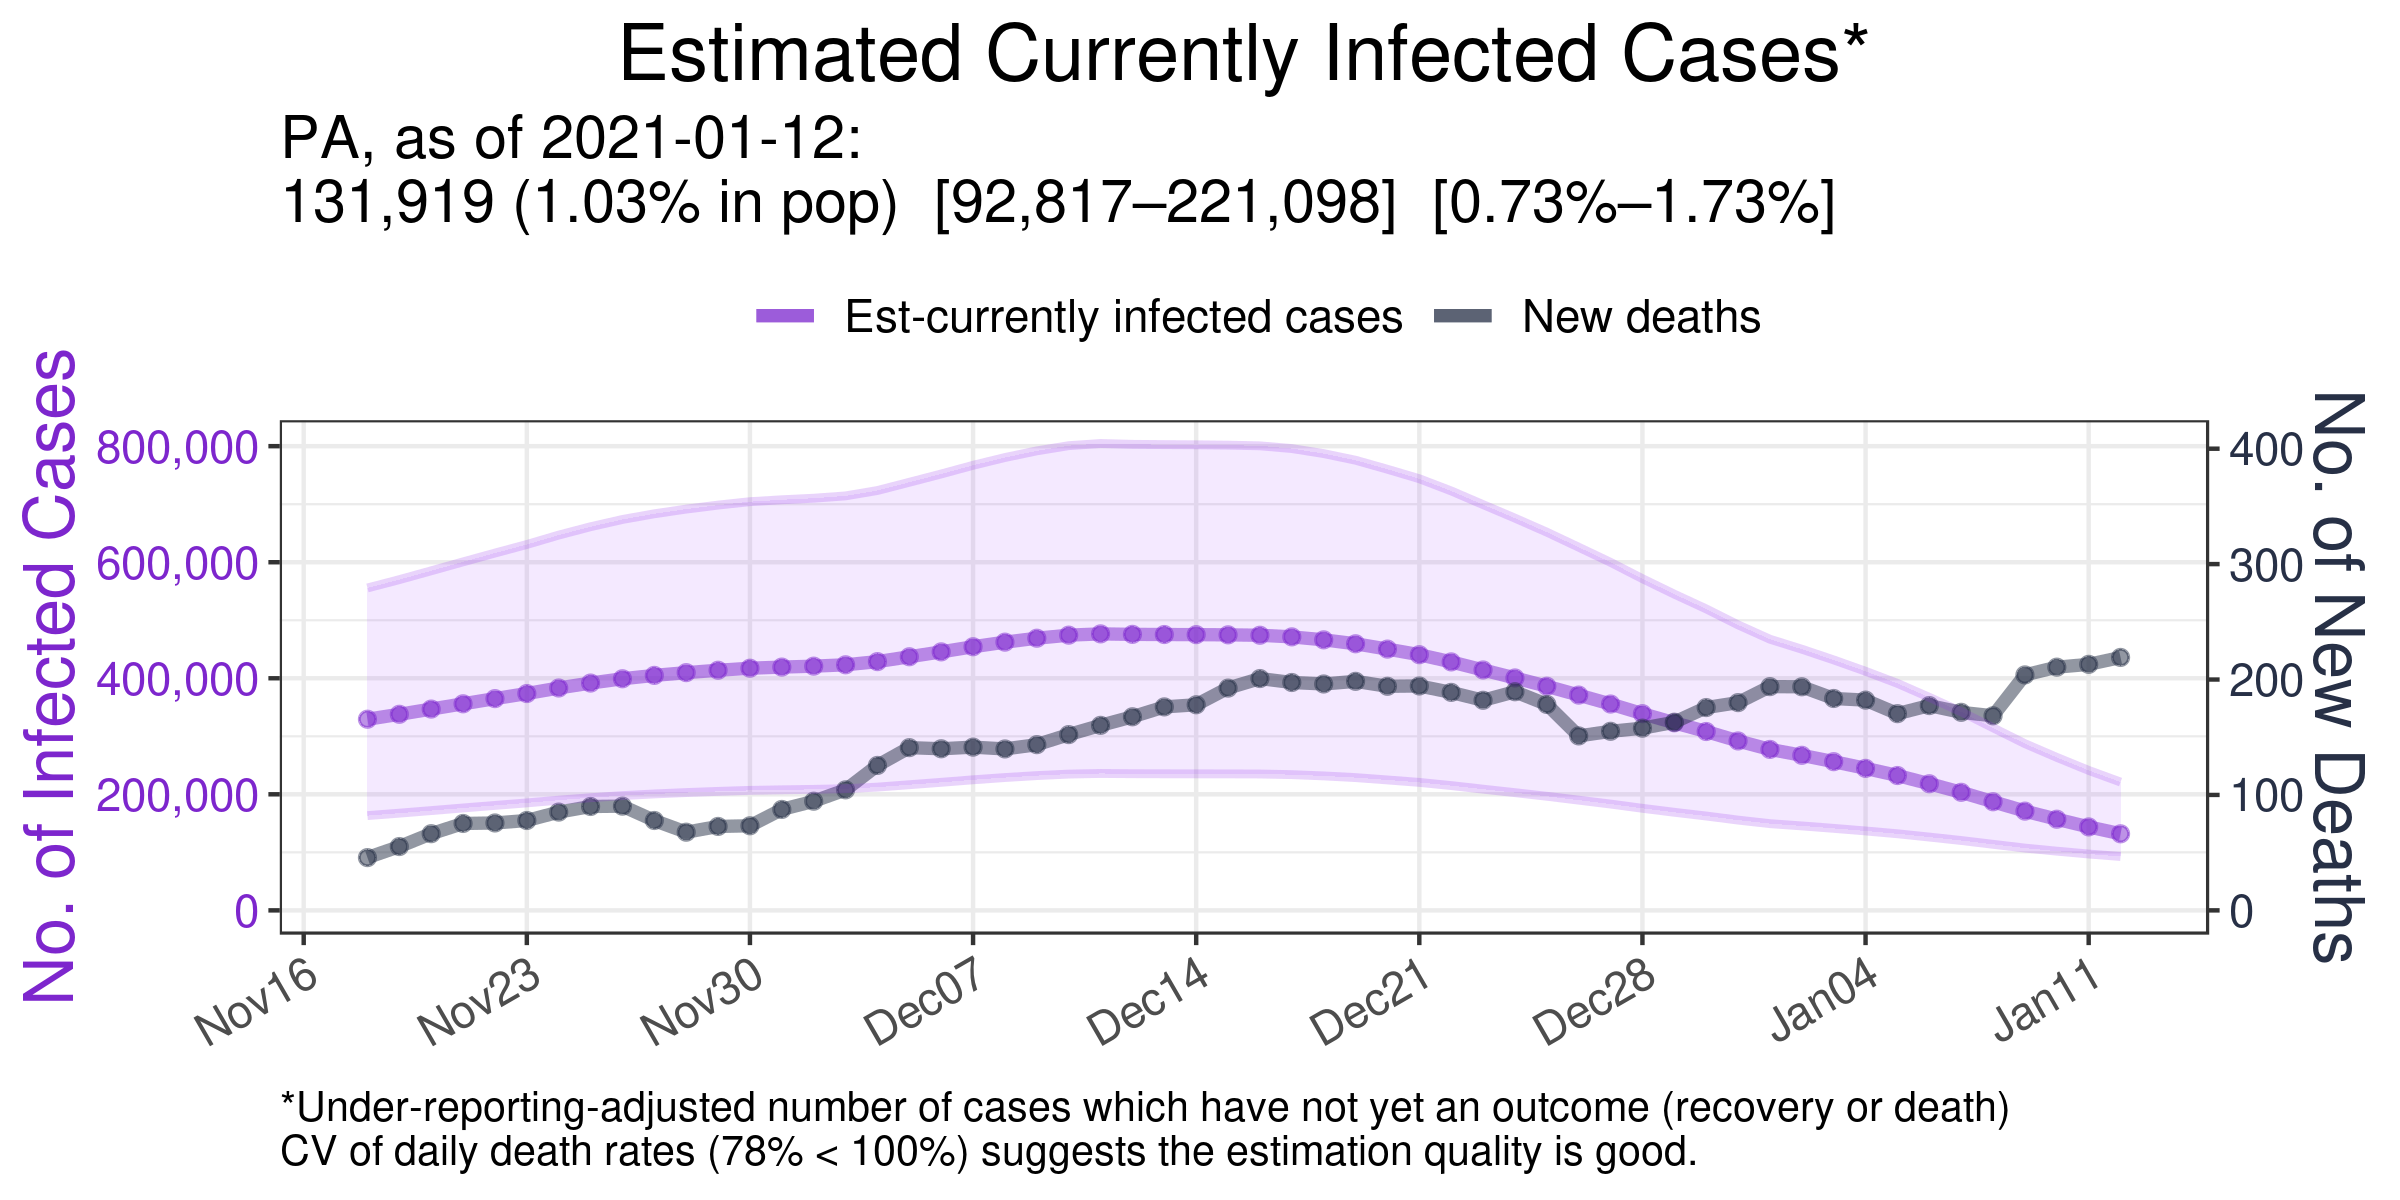 Estimated Currently Infected Cases*
PA, as of 2021-01-12:
131,919 (1.03% in pop)  [92,817–221,098]  [0.73%–1.73%]
Est-currently infected cases
New deaths
No. of Infected Cases
800,000
600,000
400,000
200,000
0
400
300
200
100
0
No. of New Deaths
Nov16
Nov23
Nov30
Dec07
Dec14
Dec21
Dec28
Jan04
Jan11
*Under-reporting-adjusted number of cases which have not yet an outcome (recovery or death)
CV of daily death rates (78% < 100%) suggests the estimation quality is good.